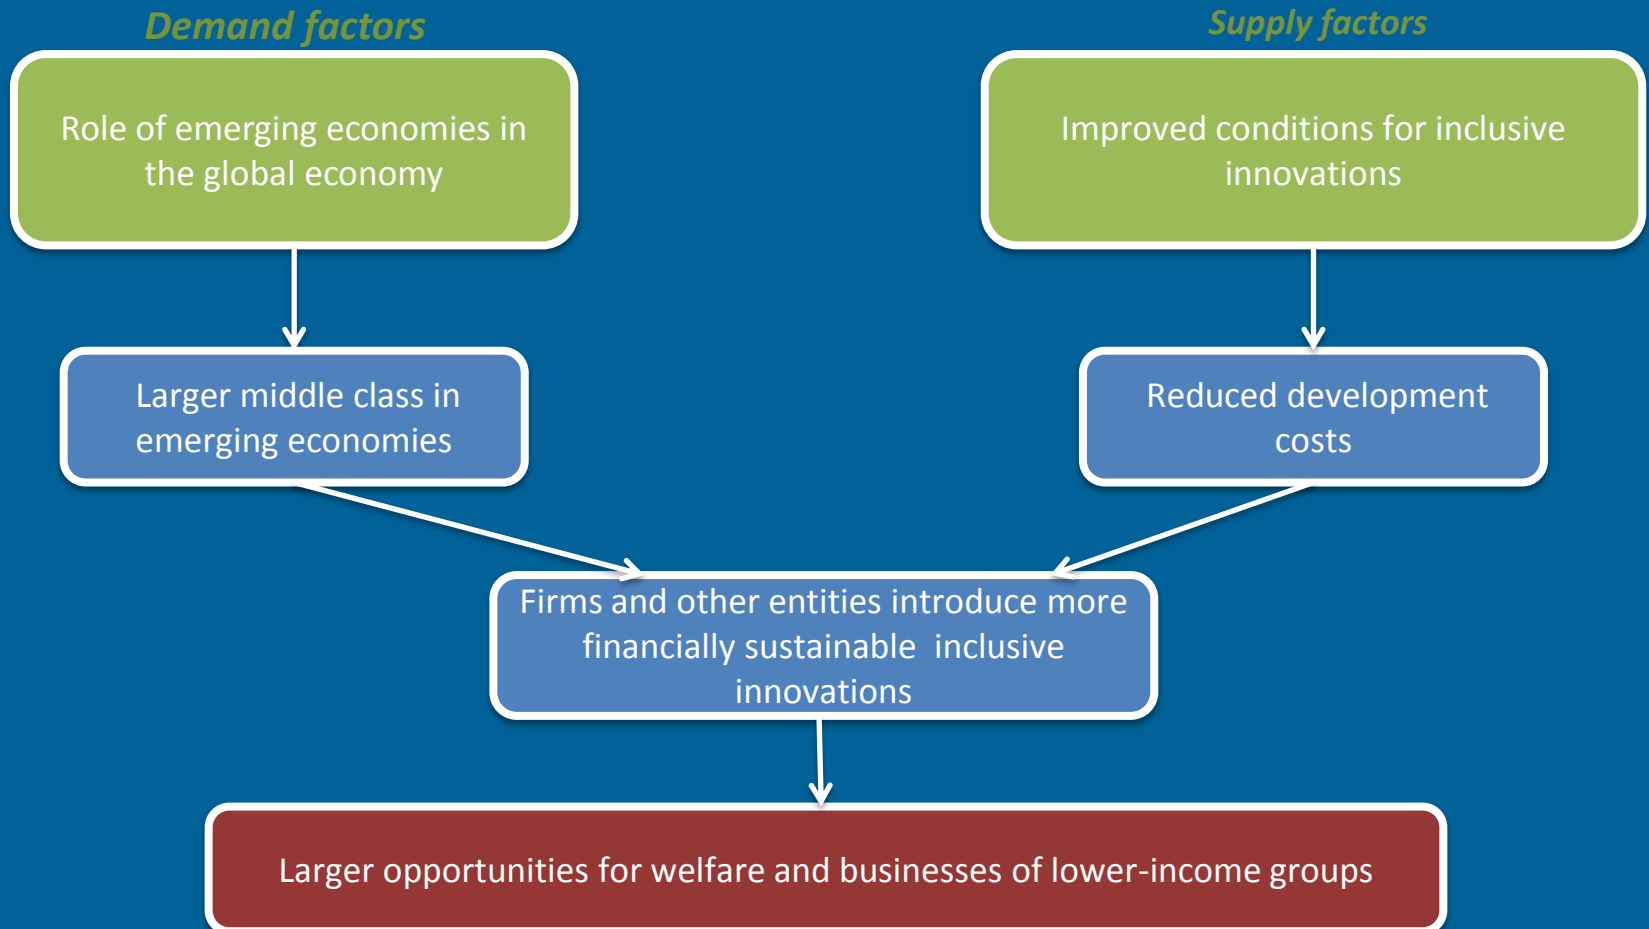 Demand factors
Supply factors
Role of emerging economies in
the global economy
Improved conditions for inclusive
innovations
Larger middle class in
emerging economies
Reduced development
costs
Firms and other entities introduce more
financially sustainable  inclusive
innovations
Larger opportunities for welfare and businesses of lower-income groups